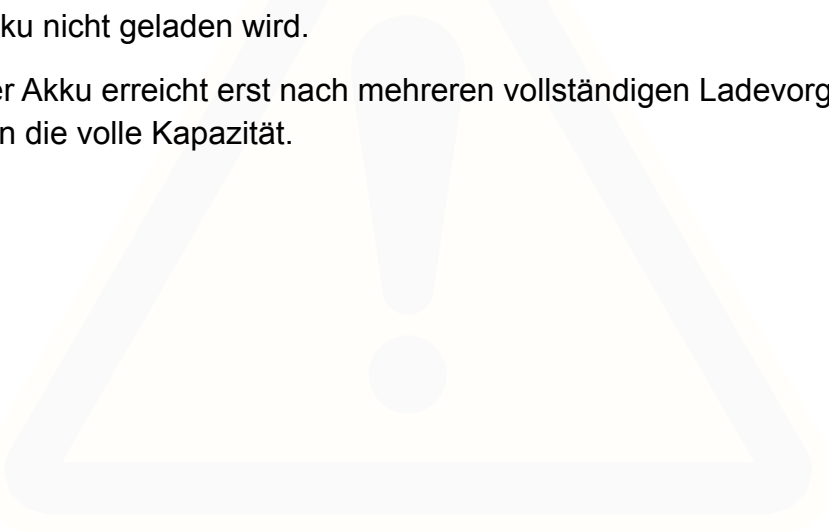 ku nicht geladen wird.
er Akku erreicht erst nach mehreren vollständigen Ladevorg
n die volle Kapazität.